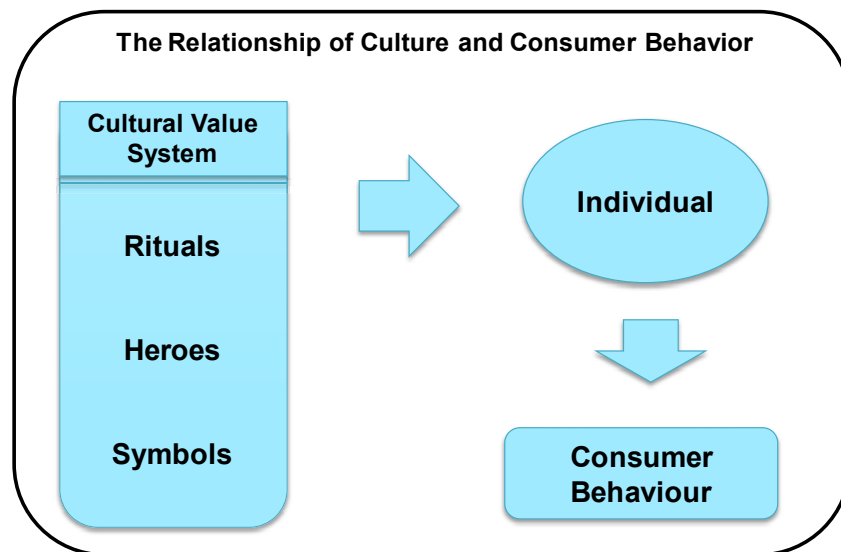 The Relationship of Culture and Consumer Behavior
Cultural Value
System
Rituals
Heroes
Symbols
Individual
Consumer
Behaviour